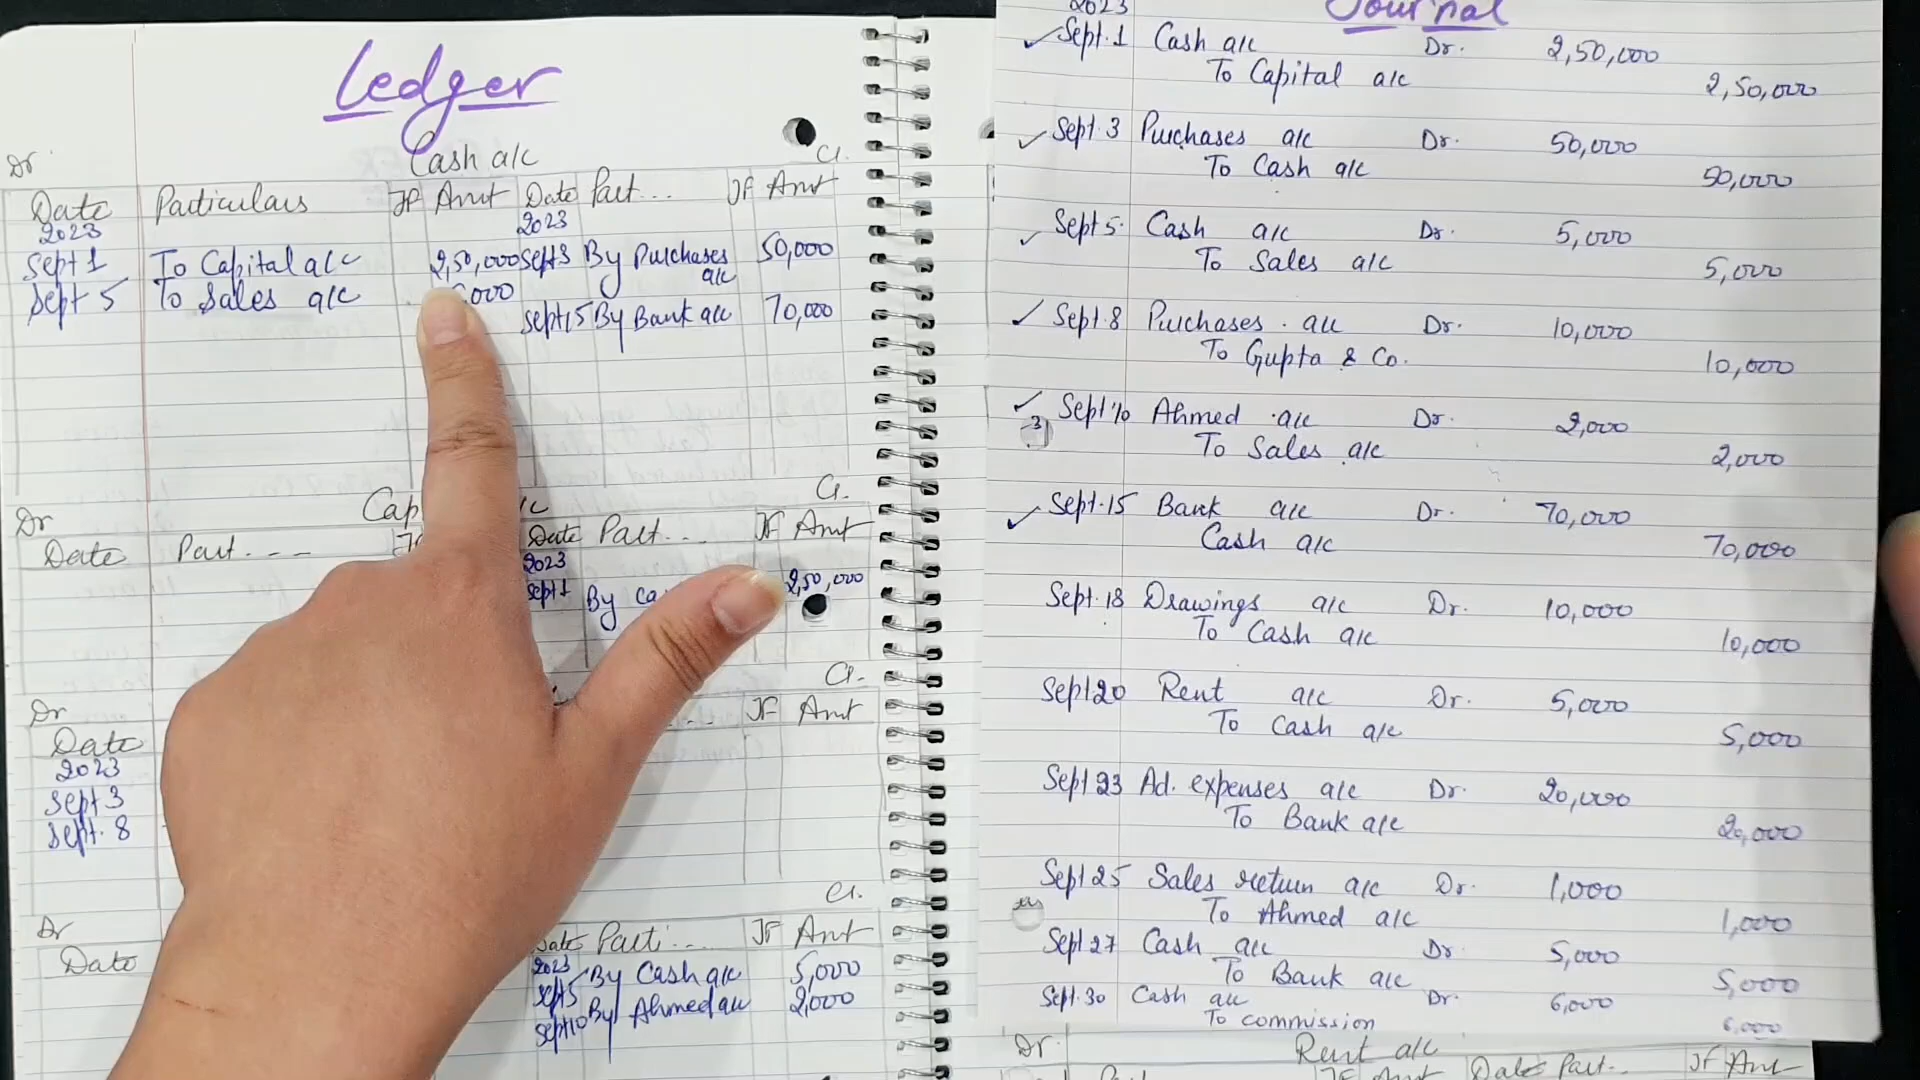 Ledger
Dr
Cash a/c
Cr.
Date Particulars JF Amt Date Part... JF Amt
2023
2023
Sept 1 To Capital a/c 2,50,000 Sept 3 By Purchases 50,000
a/c
Sept 5 To Sales a/c
Sept 15 By Bank a/c 70,000
Dr
Cr.
Date Part... Date Part... JF Amt
2023
Sept 1 By 2,50,000
Cr.
Dr
JF Amt
Date
2023
Sept 3
Sept. 8
Cr.
Dr
Date Parti... JF Amt
Date
2023
Sept 5 By Cash a/c 5,000
Sept 10 By Ahmed a/c 2,000
Journal
2023
Sept. 1 Cash a/c Dr. 2,50,000
To Capital a/c 2,50,000
Sept. 3 Purchases a/c Dr. 50,000
To Cash a/c 50,000
Sept 5. Cash a/c Dr. 5,000
To Sales a/c 5,000
Sept. 8 Purchases a/c Dr. 10,000
To Gupta & Co. 10,000
Sept 10 Ahmed a/c Dr. 2,000
To Sales a/c 2,000
Sept. 15 Bank a/c Dr. 70,000
Cash a/c 70,000
Sept. 18 Drawings a/c Dr. 10,000
To Cash a/c 10,000
Sept 20 Rent a/c Dr. 5,000
To Cash a/c 5,000
Sept 23 Ad. expenses a/c Dr. 20,000
To Bank a/c 20,000
Sept 25 Sales return a/c Dr. 1,000
To Ahmed a/c 1,000
Sept 27 Cash a/c Dr. 5,000
To Bank a/c 5,000
Sept. 30 Cash a/c Dr. 6,000
To commission 6,000
Dr. Rent a/c
Date Part.. JF Amt